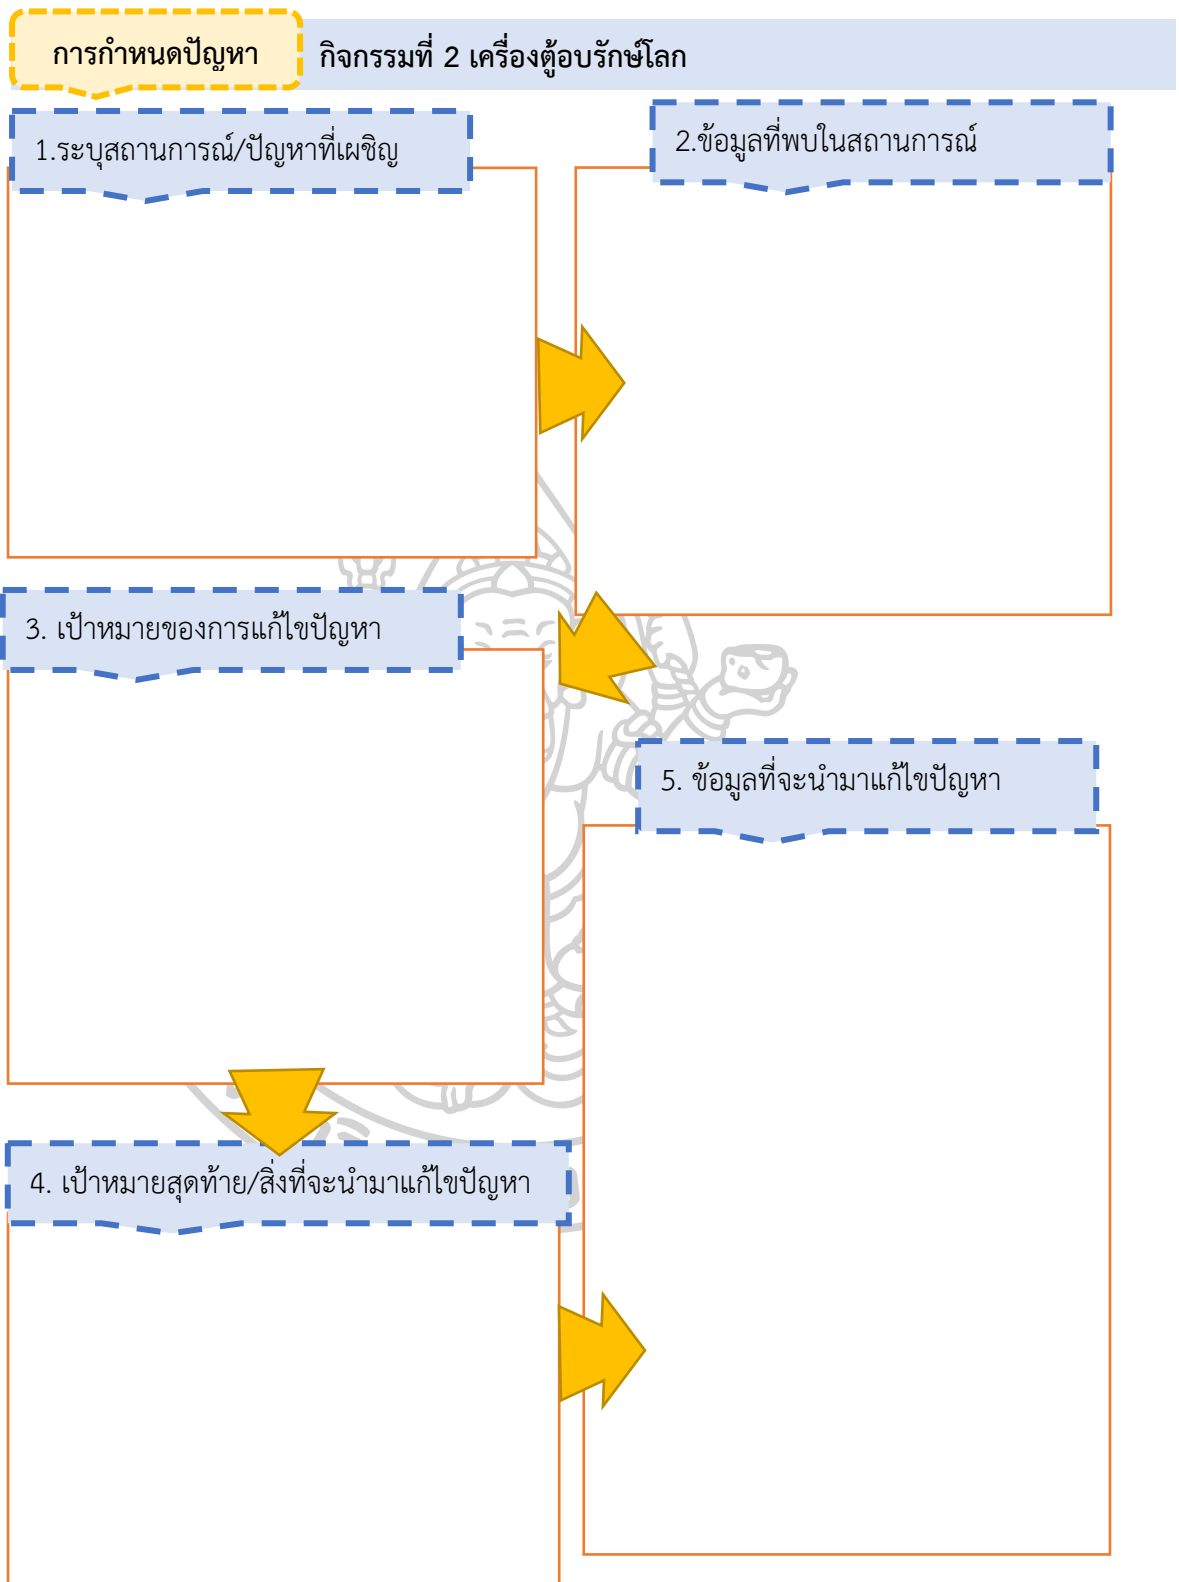 การกำหนดปัญหา
กิจกรรมที่ 2 เครื่องตู้อบรักษ์โลก
1.ระบุสถานการณ์/ปัญหาที่เผชิญ
2.ข้อมูลที่พบในสถานการณ์
3. เป้าหมายของการแก้ไขปัญหา
4. เป้าหมายสุดท้าย/สิ่งที่จะนำมาแก้ไขปัญหา
5. ข้อมูลที่จะนำมาแก้ไขปัญหา